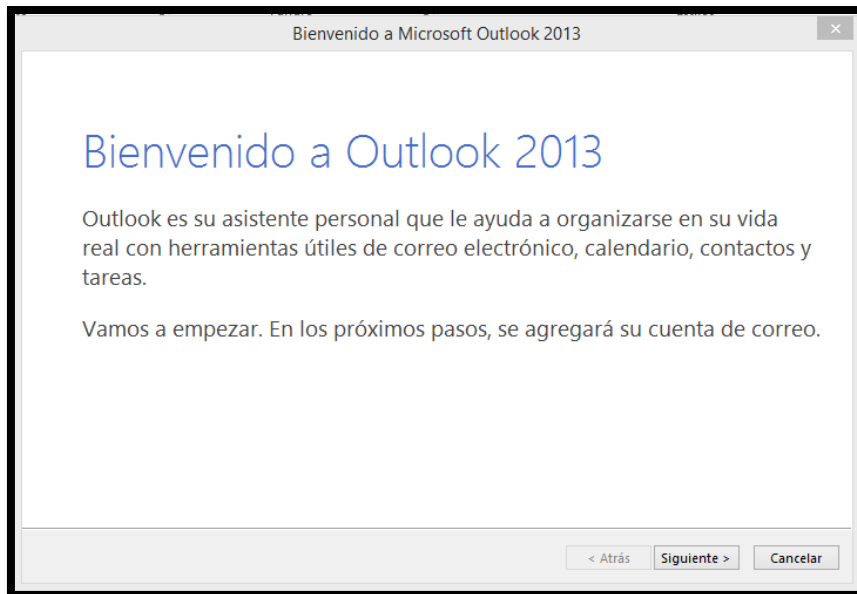 Bienvenido a Microsoft Outlook 2013
Bienvenido a Outlook 2013
Outlook es su asistente personal que le ayuda a organizarse en su vida
real con herramientas útiles de correo electrónico, calendario, contactos y
tareas.
Vamos a empezar. En los próximos pasos, se agregará su cuenta de correo.
< Atrás Siguiente > Cancelar